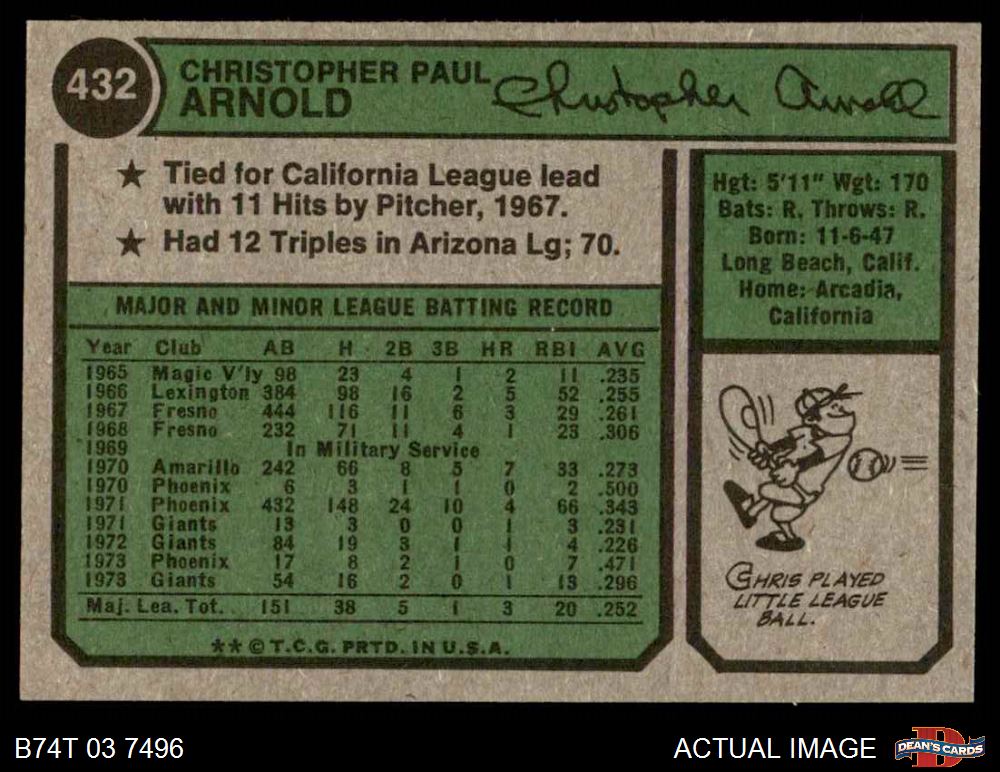 432
CHRISTOPHER PAUL
ARNOLD
Christopher Arnold
★ Tied for California League lead
with 11 Hits by Pitcher, 1967.
★ Had 12 Triples in Arizona Lg; 70.
Hgt: 5'11" Wgt: 170
Bats: R. Throws: R.
Born: 11-6-47
Long Beach, Calif.
Home: Arcadia,
California
MAJOR AND MINOR LEAGUE BATTING RECORD
Year Club AB H 2B 3B HR RBI AVG
1965 Magic V'ly 98 23 4 1 2 11 .235
1966 Lexington 384 98 16 2 5 52 .255
1967 Fresno 444 116 11 6 3 29 .261
1968 Fresno 232 71 11 4 1 23 .306
1969 In Military Service
1970 Amarillo 242 66 8 5 7 33 .273
1970 Phoenix 6 3 1 1 0 2 .500
1971 Phoenix 432 148 24 10 4 66 .343
1971 Giants 13 3 0 0 1 3 .231
1972 Giants 84 19 3 1 1 4 .226
1973 Phoenix 17 8 2 1 0 7 .471
1973 Giants 54 16 2 0 1 13 .296
Maj. Lea. Tot. 151 38 5 1 3 20 .252
** © T.C.G. PRTD. IN U.S.A.
CHRIS PLAYED
LITTLE LEAGUE
BALL.
B74T 03 7496
ACTUAL IMAGE
D
DEAN'S CARDS